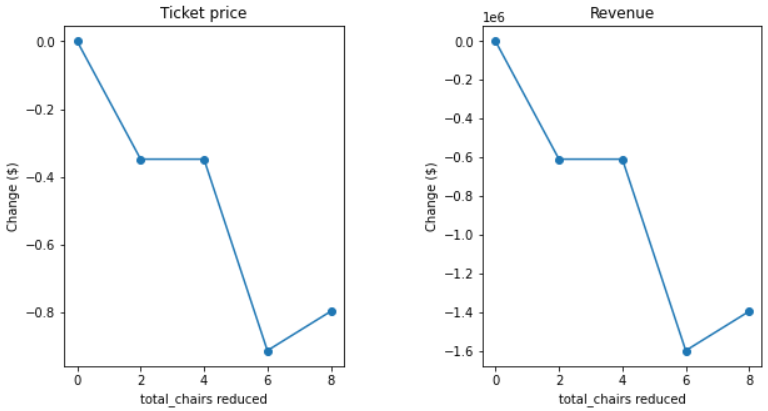 Ticket price
Change ($)
0.0
−0.2
−0.4
−0.6
−0.8
0 2 4 6 8
total_chairs reduced
Revenue
1e6
Change ($)
0.0
−0.2
−0.4
−0.6
−0.8
−1.0
−1.2
−1.4
−1.6
0 2 4 6 8
total_chairs reduced